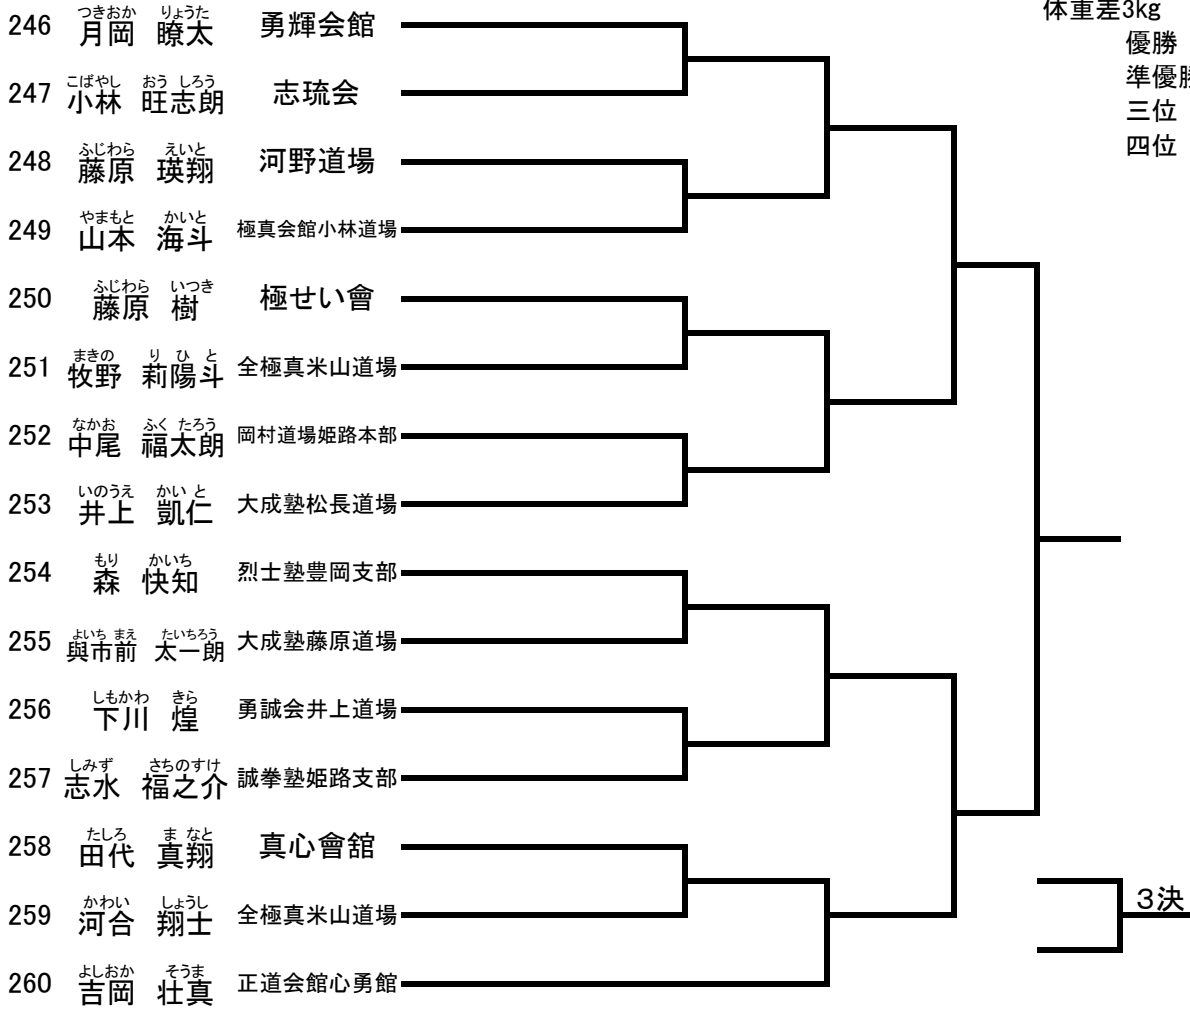 体重差3kg
優勝
準優勝
三位
四位
つきおか りょうた
246 月岡 瞭太 勇輝会館
こばやし おう しろう
247 小林 旺志朗 志琉会
ふじわら えいと
248 藤原 瑛翔 河野道場
やまもと かいと
249 山本 海斗 極真会館小林道場
ふじわら いつき
250 藤原 樹 極せい會
まきの り ひ と
251 牧野 莉陽斗 全極真米山道場
なかお ふく たろう
252 中尾 福太朗 岡村道場姫路本部
いのうえ かい と
253 井上 凱仁 大成塾松長道場
もり かいち
254 森 快知 烈士塾豊岡支部
よいち まえ たいちろう
255 與市前 太一朗 大成塾藤原道場
しもかわ きら
256 下川 煌 勇誠会井上道場
しみず さちのすけ
257 志水 福之介 誠拳塾姫路支部
たしろ ま なと
258 田代 真翔 真心會舘
かわい しょうし
259 河合 翔士 全極真米山道場
3決
よしおか そうま
260 吉岡 壮真 正道会館心勇館